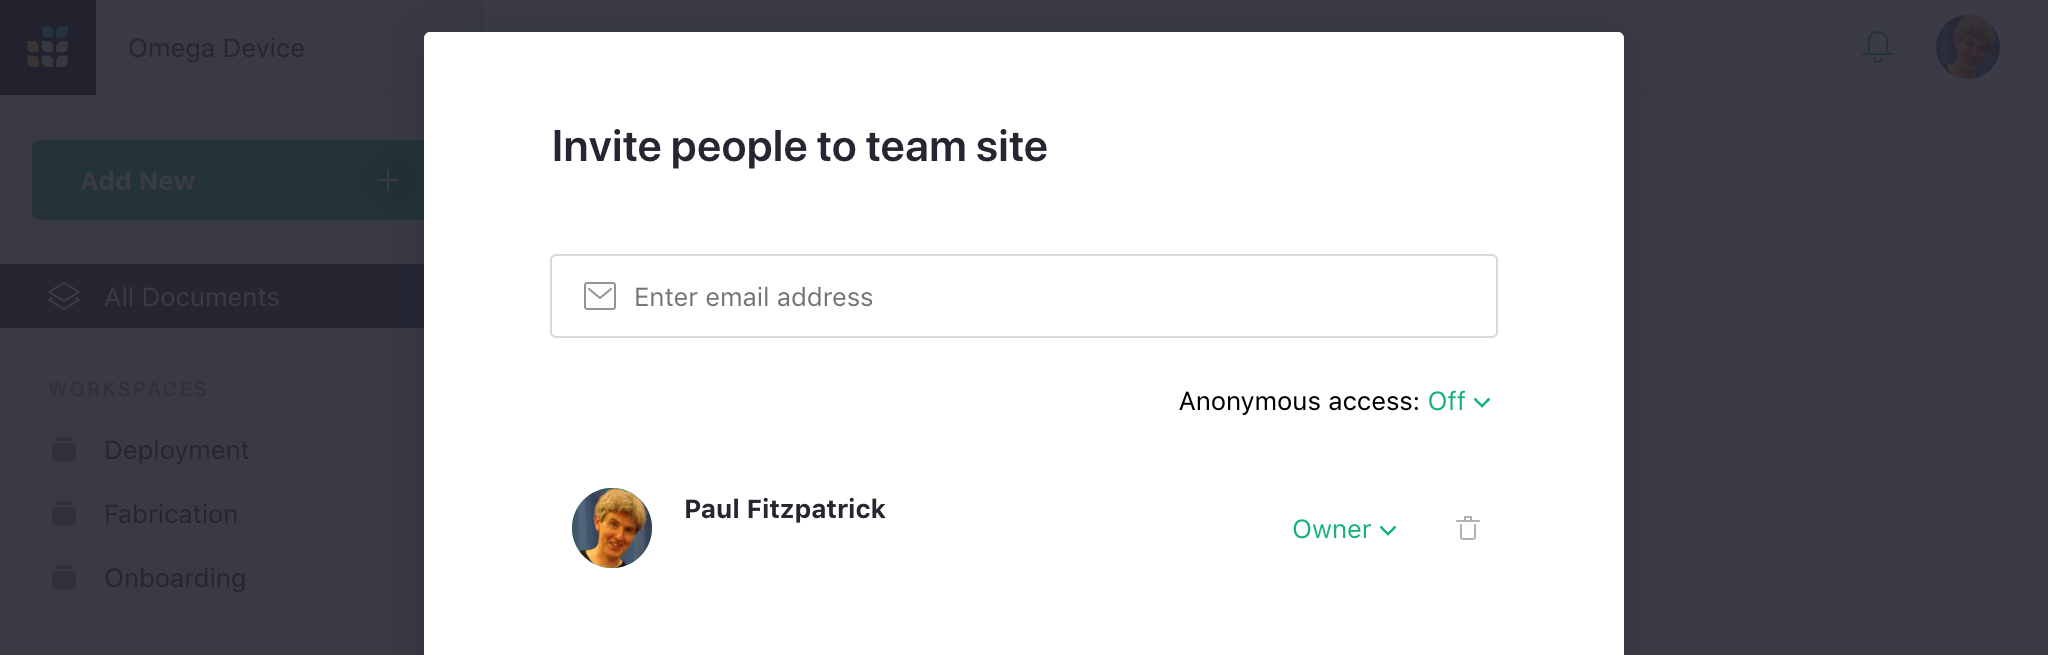 Omega Device
Add New
All Documents
WORKSPACES
Deployment
Fabrication
Onboarding
Invite people to team site
Enter email address
Anonymous access: Off
Paul Fitzpatrick
Owner